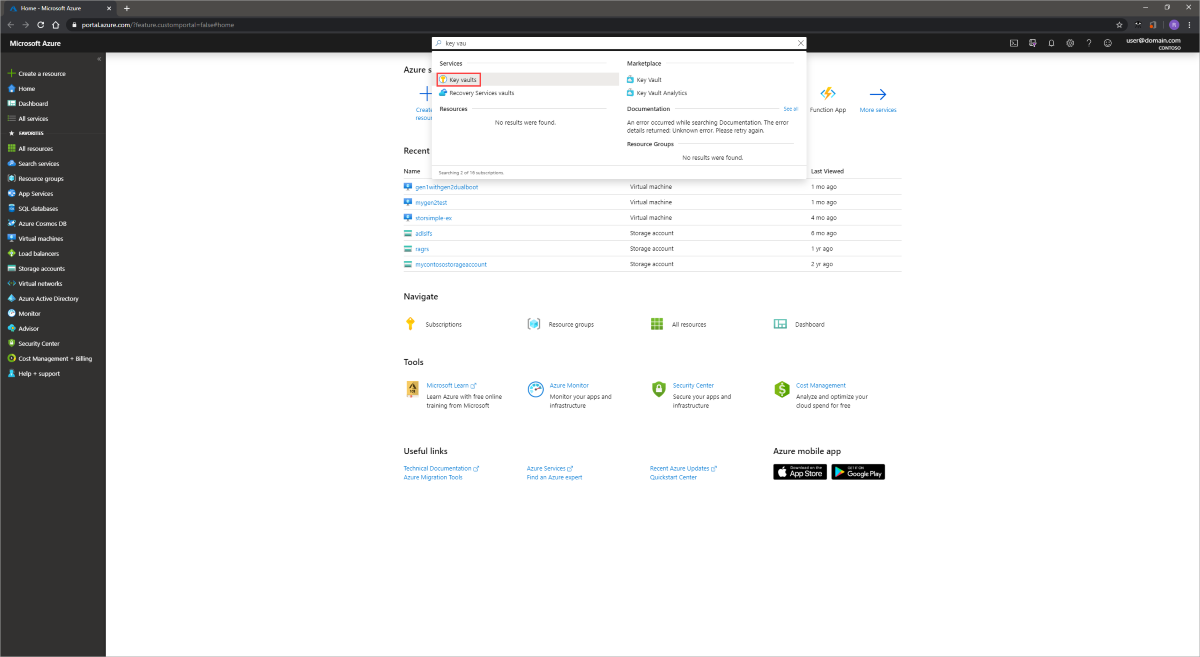 Home - Microsoft Azure
portal.azure.com/?feature.customportal=false#home
Microsoft Azure
key vau
user@domain.com
CONTOSO
Create a resource
Home
Dashboard
All services
FAVORITES
All resources
Search services
Resource groups
App Services
SQL databases
Azure Cosmos DB
Virtual machines
Load balancers
Storage accounts
Virtual networks
Azure Active Directory
Monitor
Advisor
Security Center
Cost Management + Billing
Help + support
Azure s
Create
resour
Services
Key vaults
Recovery Services vaults
Resources
No results were found.
Marketplace
Key Vault
Key Vault Analytics
Documentation
See all
An error occurred while searching Documentation. The error
details returned: Unknown error. Please retry again.
Resource Groups
No results were found.
Searching 2 of 19 subscriptions.
Function App
More services
Recent
Name
Last Viewed
gen1withgen2dualboot Virtual machine 1 mo ago
mygen2test Virtual machine 1 mo ago
storsimple-ex Virtual machine 4 mo ago
adlsifs Storage account 6 mo ago
ragrs Storage account 1 yr ago
mycontosostorageaccount Storage account 2 yr ago
Navigate
Subscriptions
Resource groups
All resources
Dashboard
Tools
Microsoft Learn
Learn Azure with free online
training from Microsoft
Azure Monitor
Monitor your apps and
infrastructure
Security Center
Secure your apps and
infrastructure
Cost Management
Analyze and optimize your
cloud spend for free
Useful links
Technical Documentation
Azure Migration Tools
Azure Services
Find an Azure expert
Recent Azure Updates
Quickstart Center
Azure mobile app
Download on the
App Store
GET IT ON
Google Play